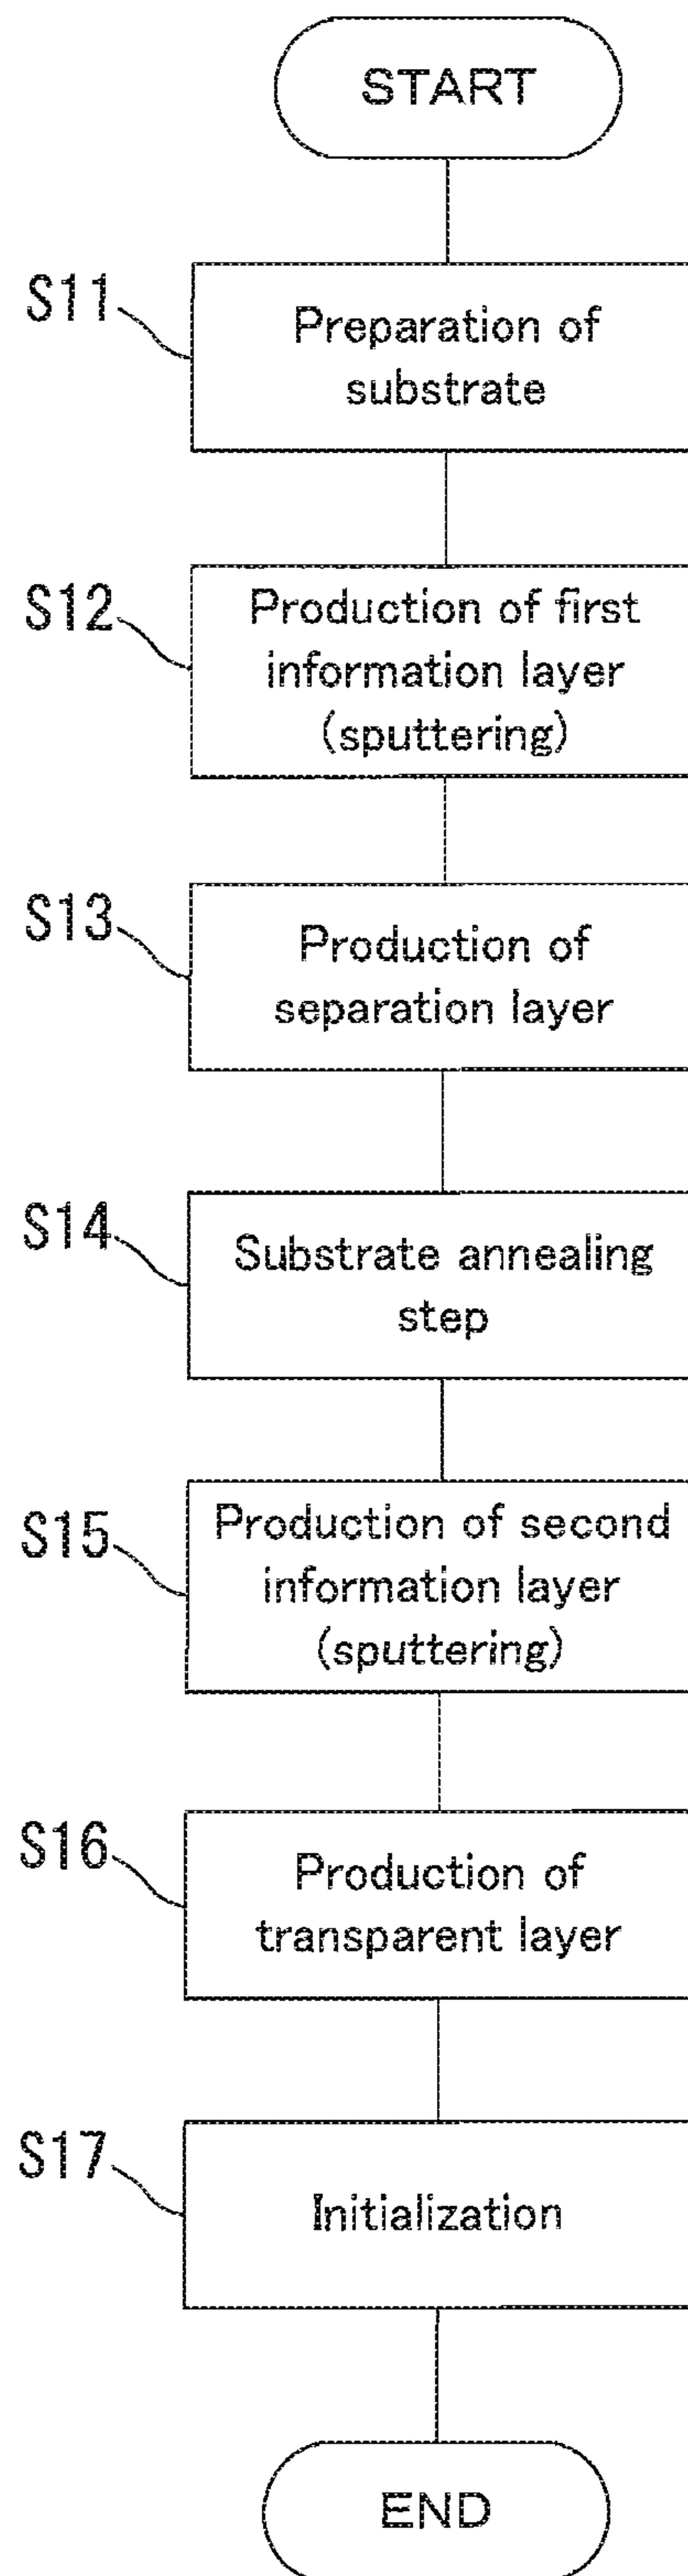 START
S11
Preparation of
substrate
S12
Production of first
information layer
(sputtering)
S13
Production of
separation layer
S14
Substrate annealing
step
S15
Production of second
information layer
(sputtering)
S16
Production of
transparent layer
S17
Initialization
END